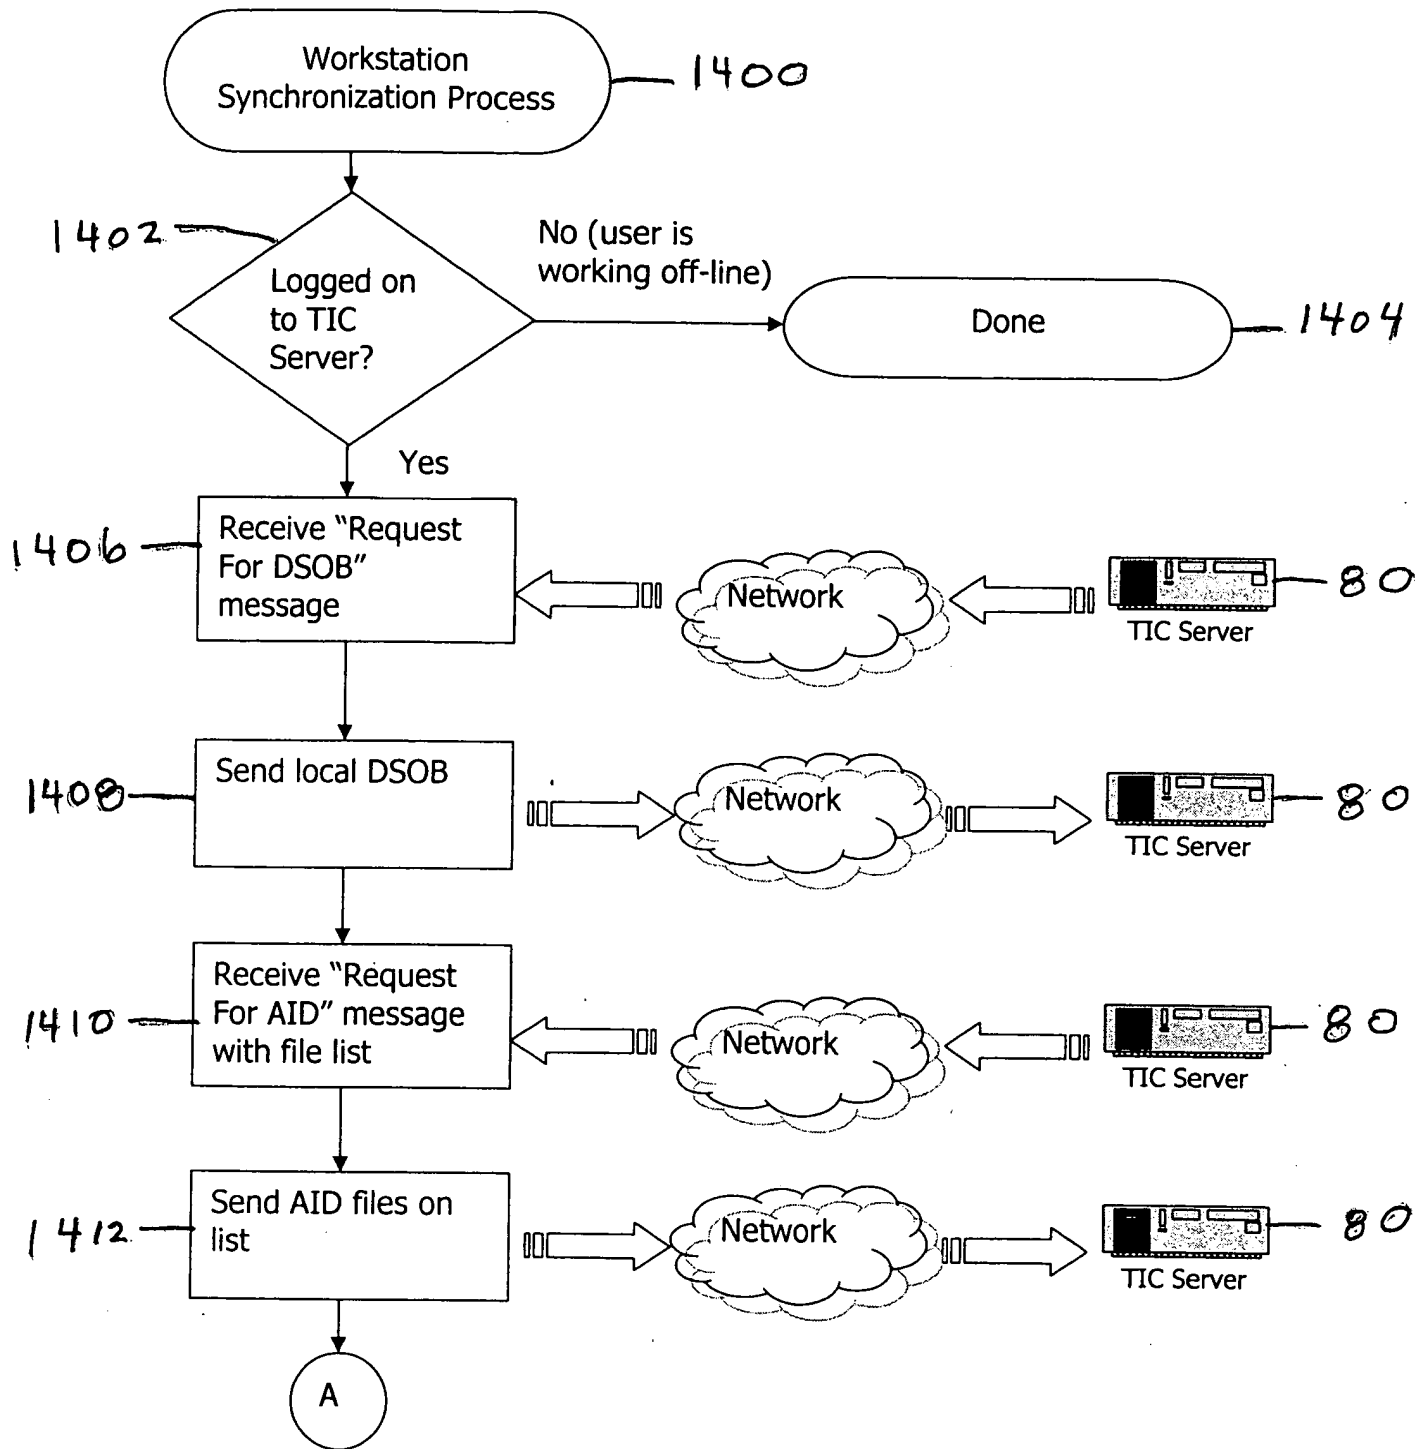 Workstation
Synchronization Process
1400
1402
Logged on
to TIC
Server?
No (user is
working off-line)
Done
1404
Yes
1406
Receive “Request
For DSOB”
message
Network
TIC Server
80
1408
Send local DSOB
Network
TIC Server
80
1410
Receive “Request
For AID” message
with file list
Network
TIC Server
80
1412
Send AID files on
list
Network
TIC Server
80
A